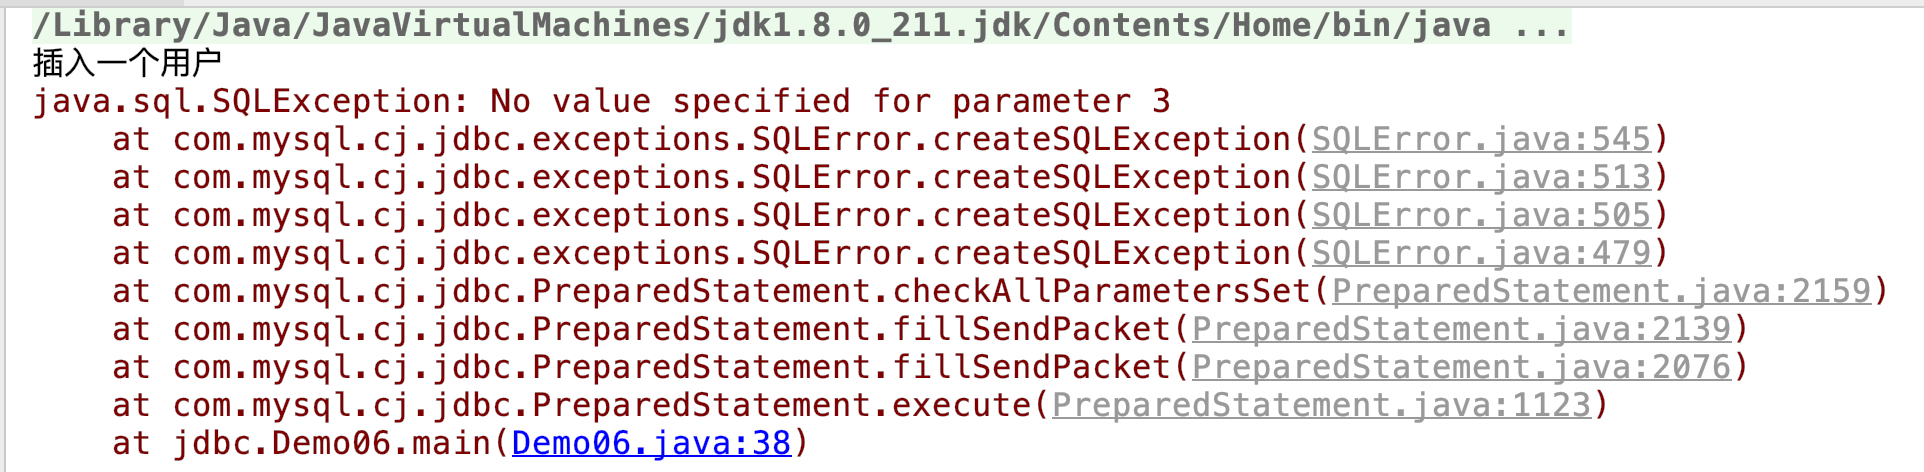 /Library/Java/JavaVirtualMachines/jdk1.8.0_211.jdk/Contents/Home/bin/java ...
插入一个用户
java.sql.SQLException: No value specified for parameter 3
    at com.mysql.cj.jdbc.exceptions.SQLError.createSQLException(SQLError.java:545)
    at com.mysql.cj.jdbc.exceptions.SQLError.createSQLException(SQLError.java:513)
    at com.mysql.cj.jdbc.exceptions.SQLError.createSQLException(SQLError.java:505)
    at com.mysql.cj.jdbc.exceptions.SQLError.createSQLException(SQLError.java:479)
    at com.mysql.cj.jdbc.PreparedStatement.checkAllParametersSet(PreparedStatement.java:2159)
    at com.mysql.cj.jdbc.PreparedStatement.fillSendPacket(PreparedStatement.java:2139)
    at com.mysql.cj.jdbc.PreparedStatement.fillSendPacket(PreparedStatement.java:2076)
    at com.mysql.cj.jdbc.PreparedStatement.execute(PreparedStatement.java:1123)
    at jdbc.Demo06.main(Demo06.java:38)